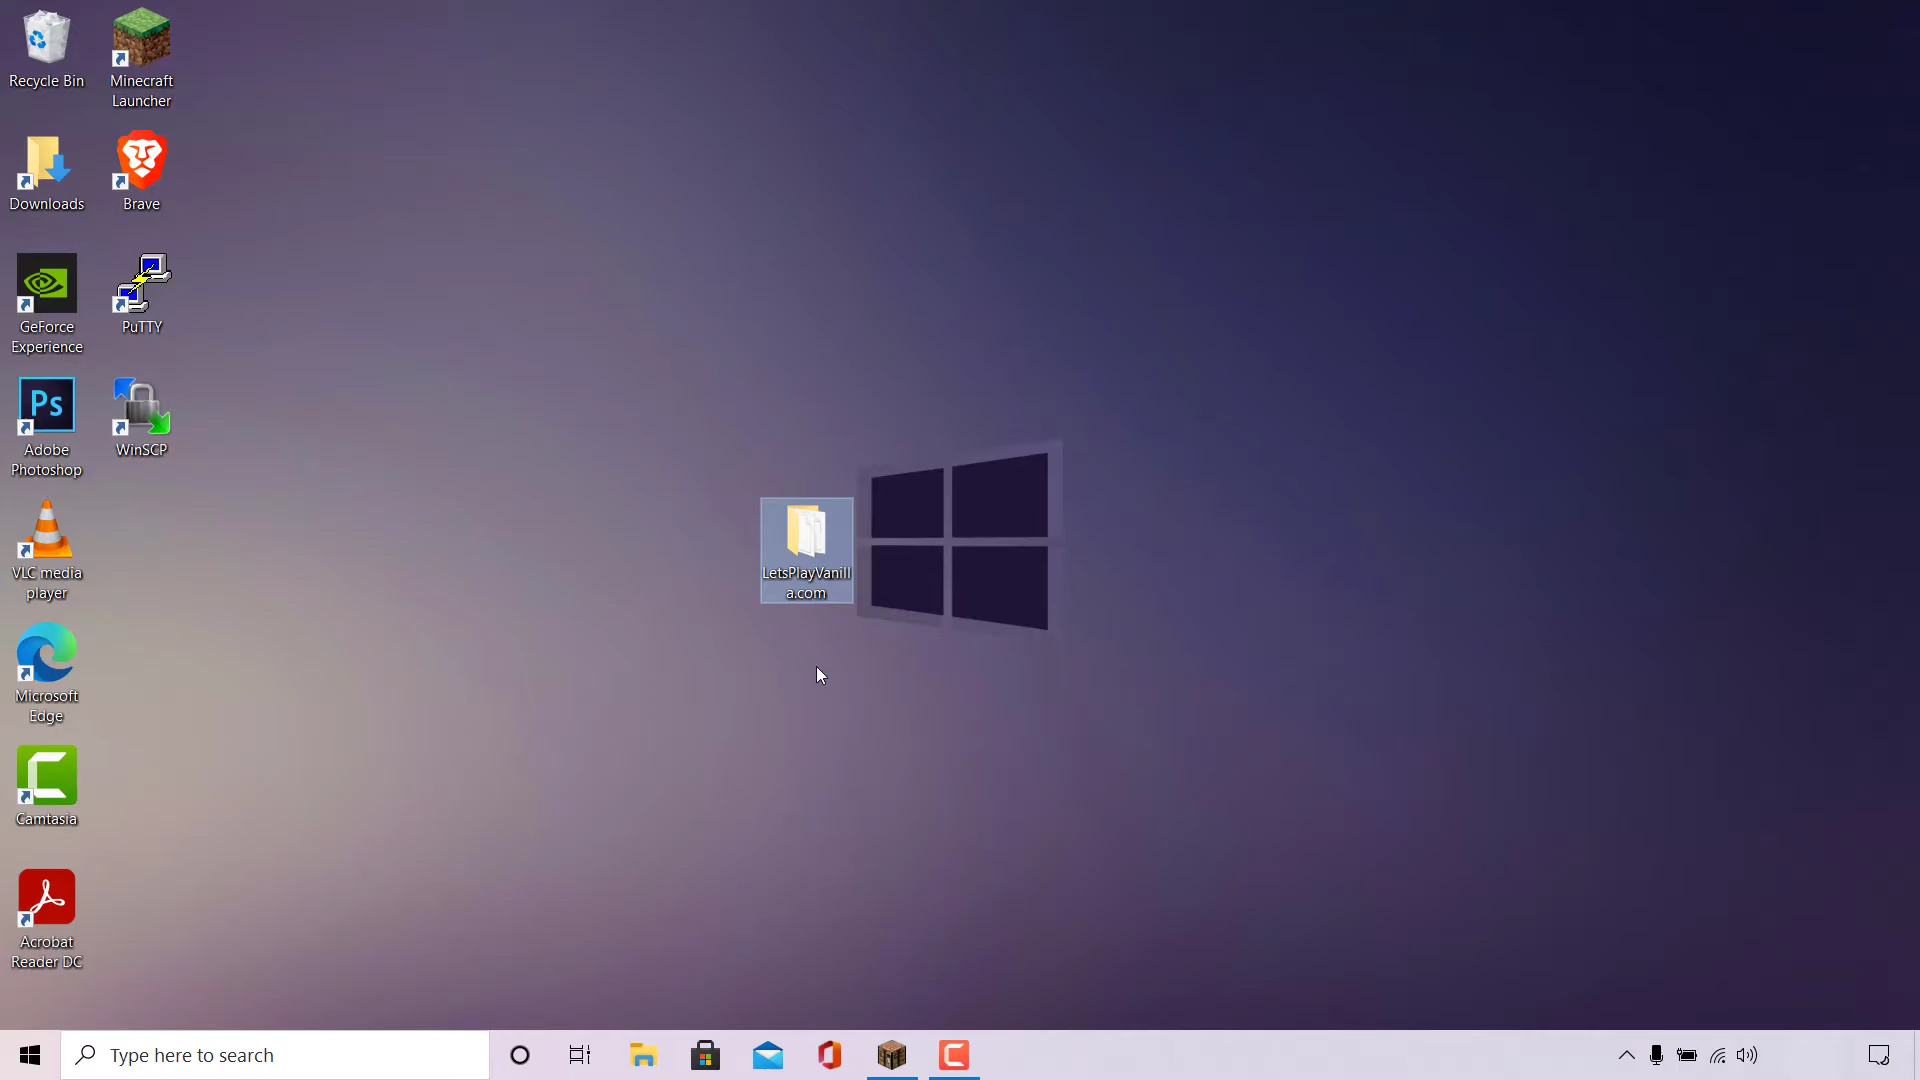 Recycle Bin
Minecraft
Launcher
Downloads
Brave
GeForce
Experience
PuTTY
Ps
Adobe
Photoshop
WinSCP
VLC media
player
LetsPlayVanill
a.com
Microsoft
Edge
Camtasia
Acrobat
Reader DC
Type here to search